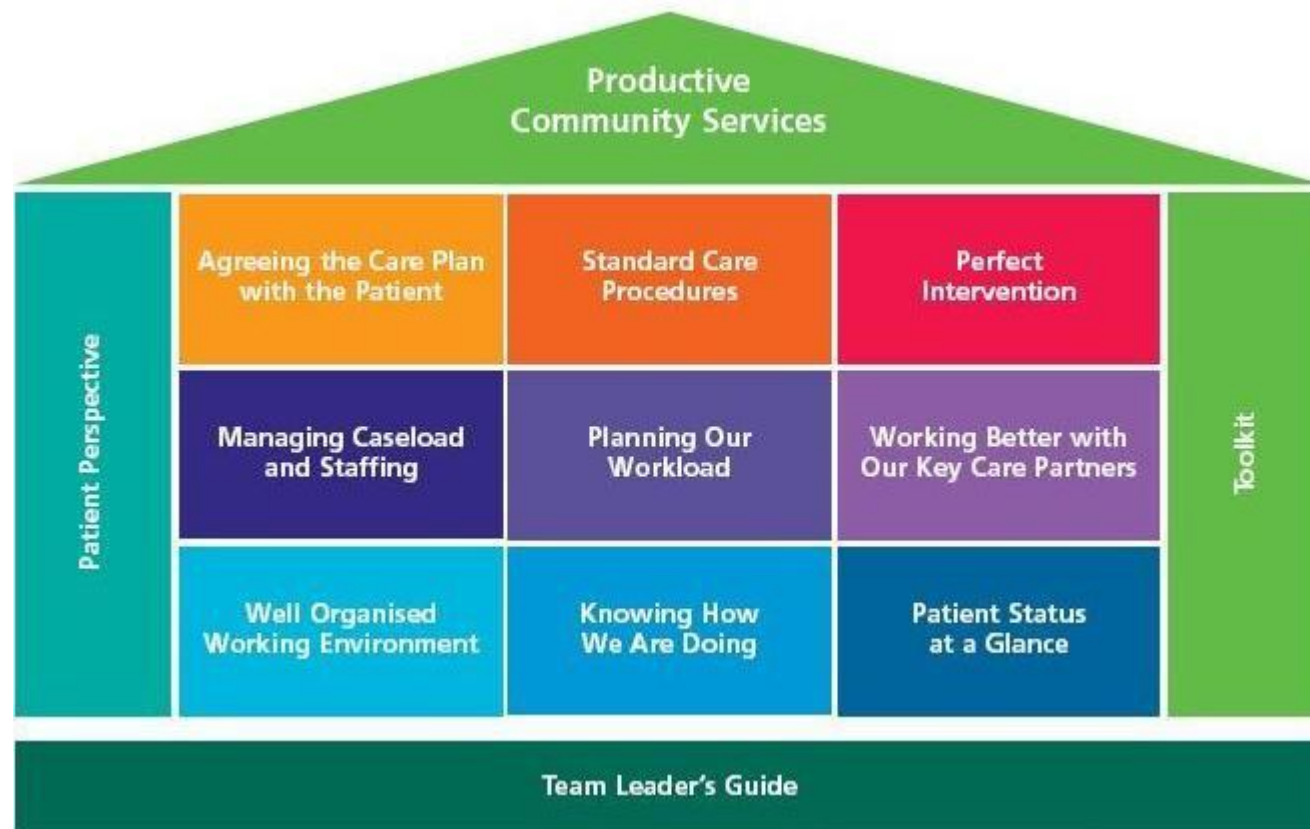 Productive
Community Services
Patient Perspective
Agreeing the Care Plan
with the Patient
Standard Care
Procedures
Perfect
Intervention
Managing Caseload
and Staffing
Planning Our
Workload
Working Better with
Our Key Care Partners
Well Organised
Working Environment
Knowing How
We Are Doing
Patient Status
at a Glance
Toolkit
Team Leader's Guide